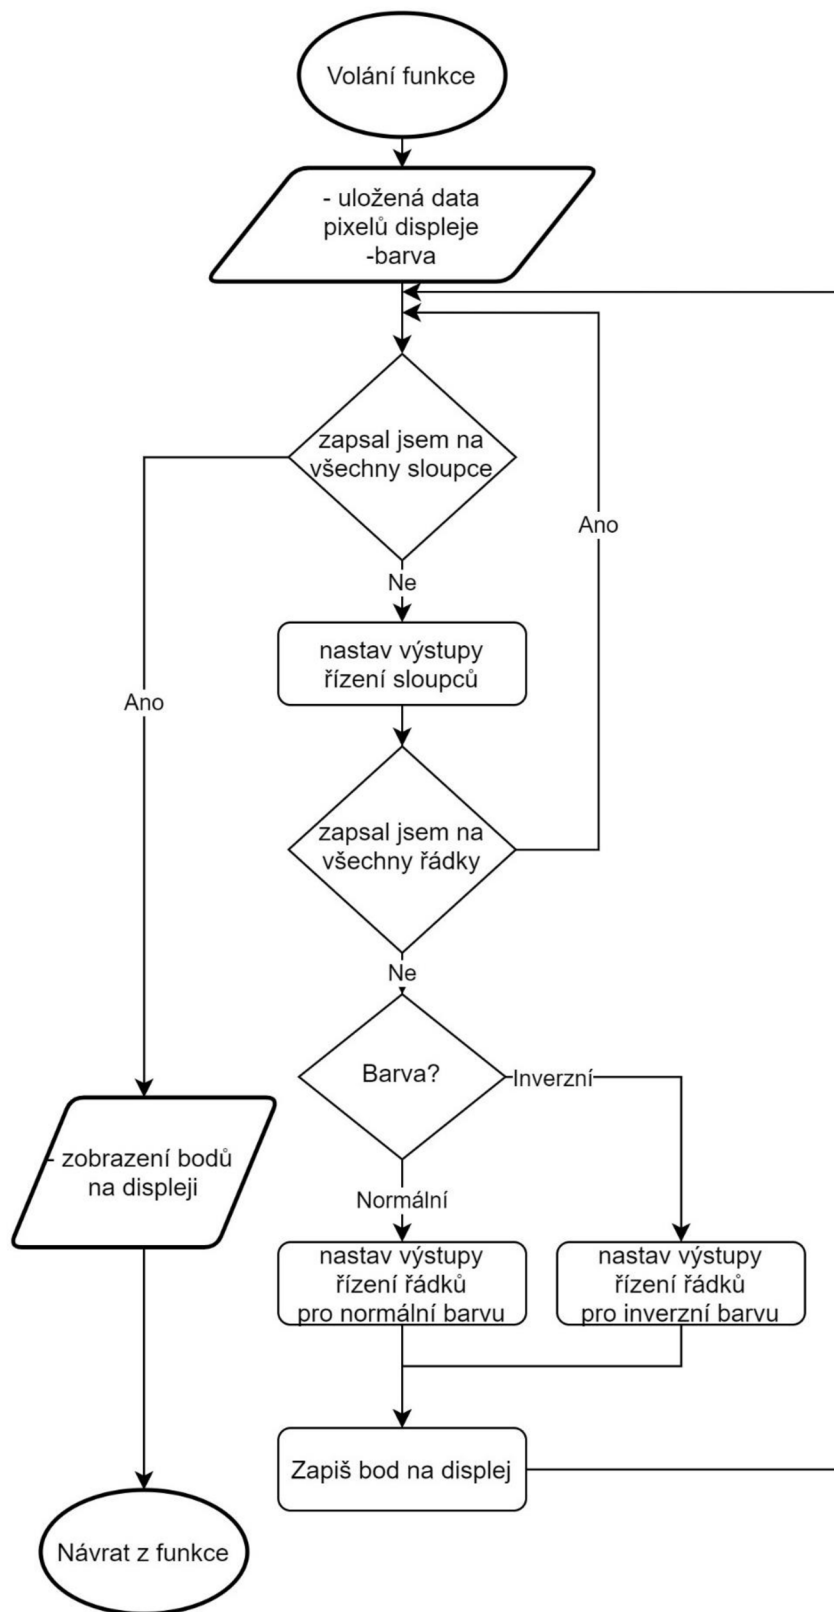 Volání funkce
- uložená data
pixelů displeje
-barva
zapsal jsem na
všechny sloupce
Ano
Ne
nastav výstupy
řízení sloupců
Ano
zapsal jsem na
všechny řádky
Ne
Barva?
Inverzní
- zobrazení bodů
na displeji
Normální
nastav výstupy
řízení řádků
pro normální barvu
nastav výstupy
řízení řádků
pro inverzní barvu
Zapiš bod na displej
Návrat z funkce